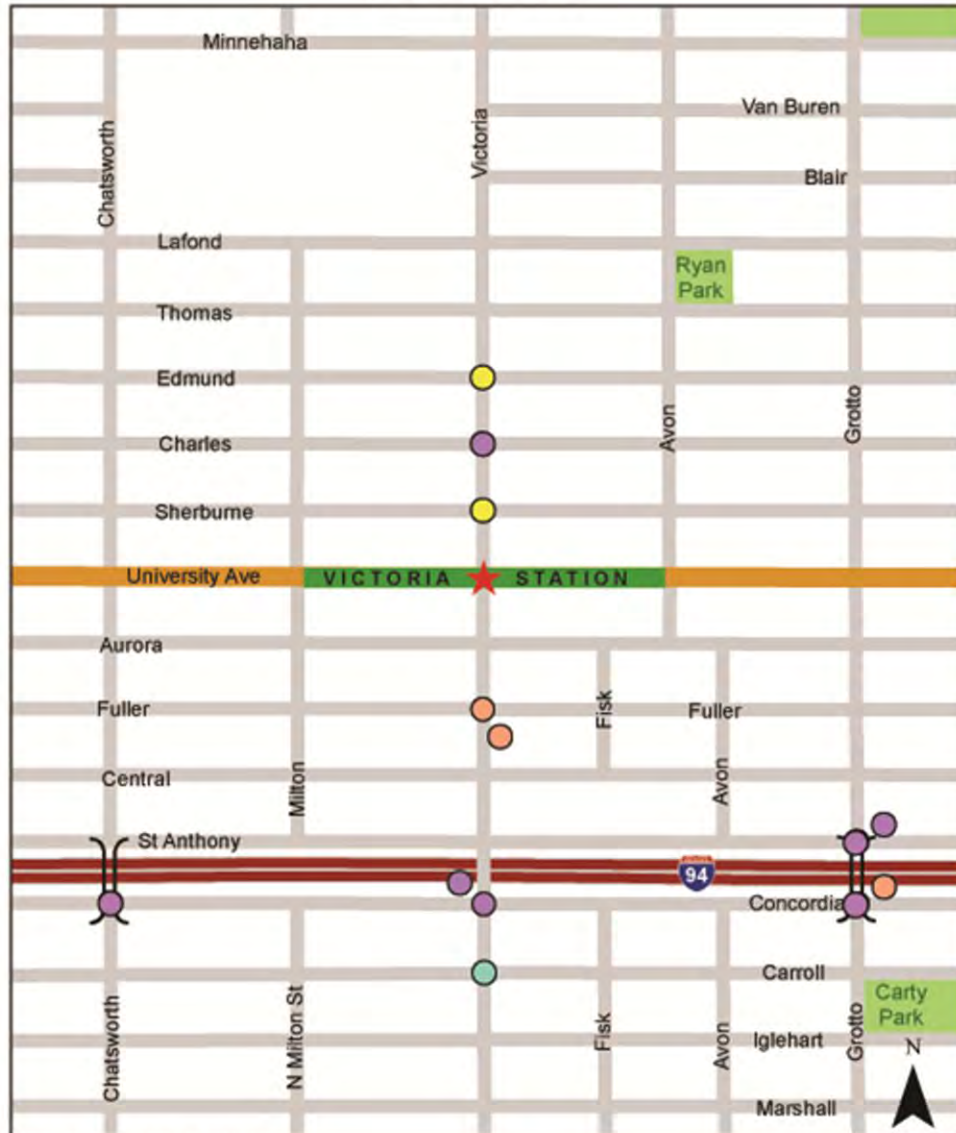 Minnehaha
Van Buren
Chatsworth
Victoria
Blair
Lafond
Ryan
Park
Thomas
Edmund
Avon
Grotto
Charles
Sherburne
University Ave
VICTORIA STATION
Aurora
Fisk
Fuller
Fuller
Central
Milton
Avon
St Anthony
94
Concordia
Carroll
Carty
Park
Chatsworth
N Milton St
Fisk
Avon
Iglehart
Grotto
N
Marshall